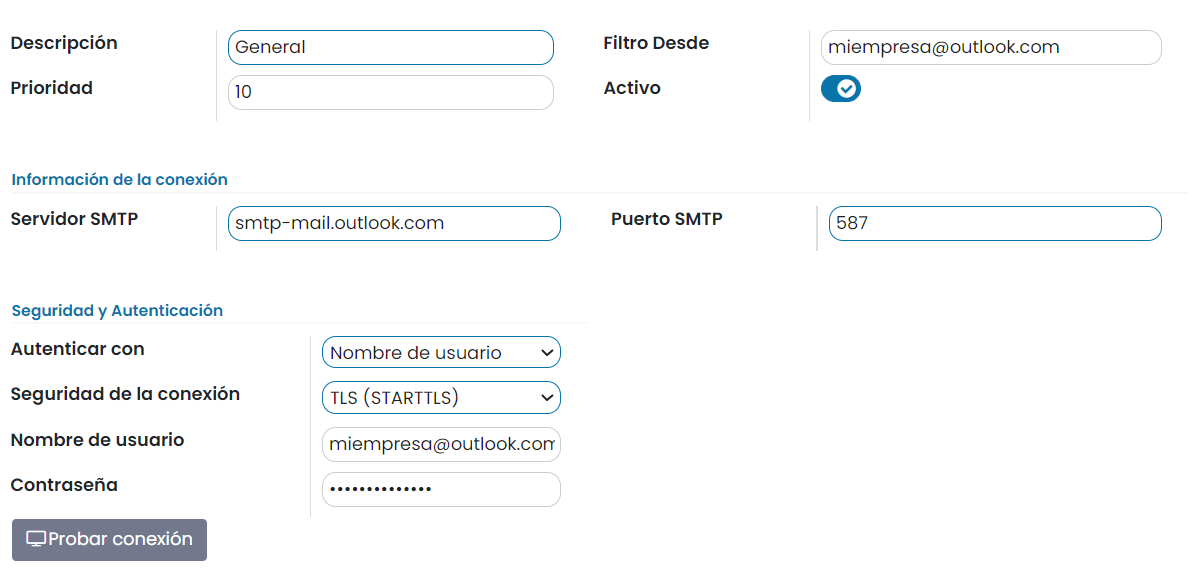 Descripción General Filtro Desde miempresa@outlook.com
Prioridad 10 Activo
Información de la conexión
Servidor SMTP smtp-mail.outlook.com Puerto SMTP 587
Seguridad y Autenticación
Autenticar con Nombre de usuario
Seguridad de la conexión TLS (STARTTLS)
Nombre de usuario miempresa@outlook.com
Contraseña ••••••••••••••
Probar conexión